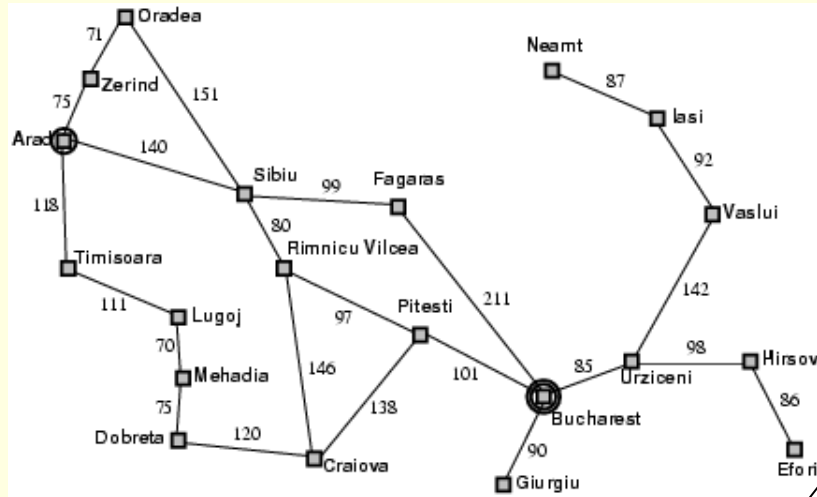 Oradea
71
Neamt
Zerind
87
75
151
Iasi
Arad
140
92
Sibiu
99
Fagaras
118
80
Vaslui
Timisoara
Rimnicu Vilcea
111
142
Lugoj
97
Pitesti
211
70
98
Hirsov
146
101
85
Mehadia
Urziceni
75
138
86
Bucharest
Dobreta
120
90
Craiova
Efori
Giurgiu